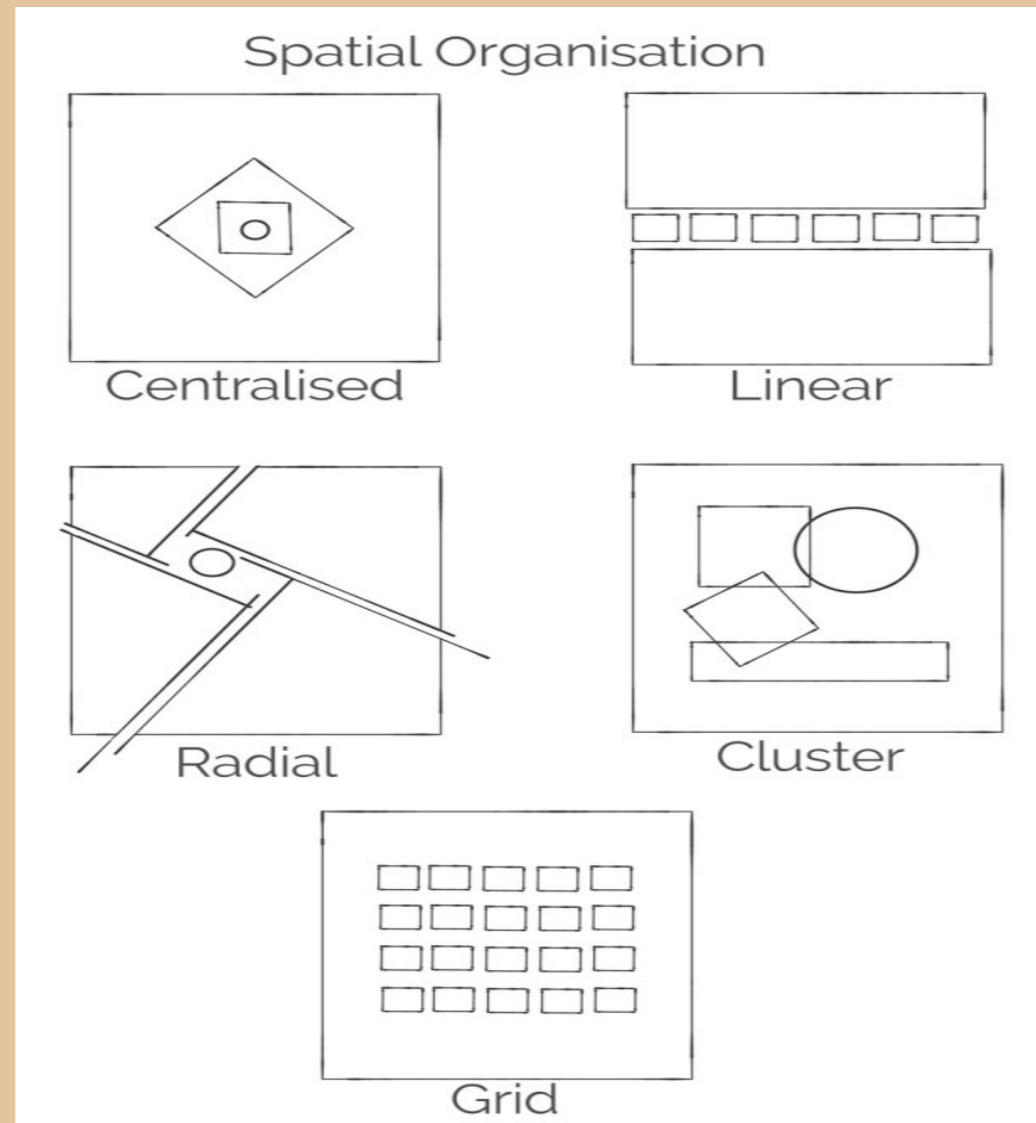 Spatial Organisation
Centralised
Linear
Radial
Cluster
Grid